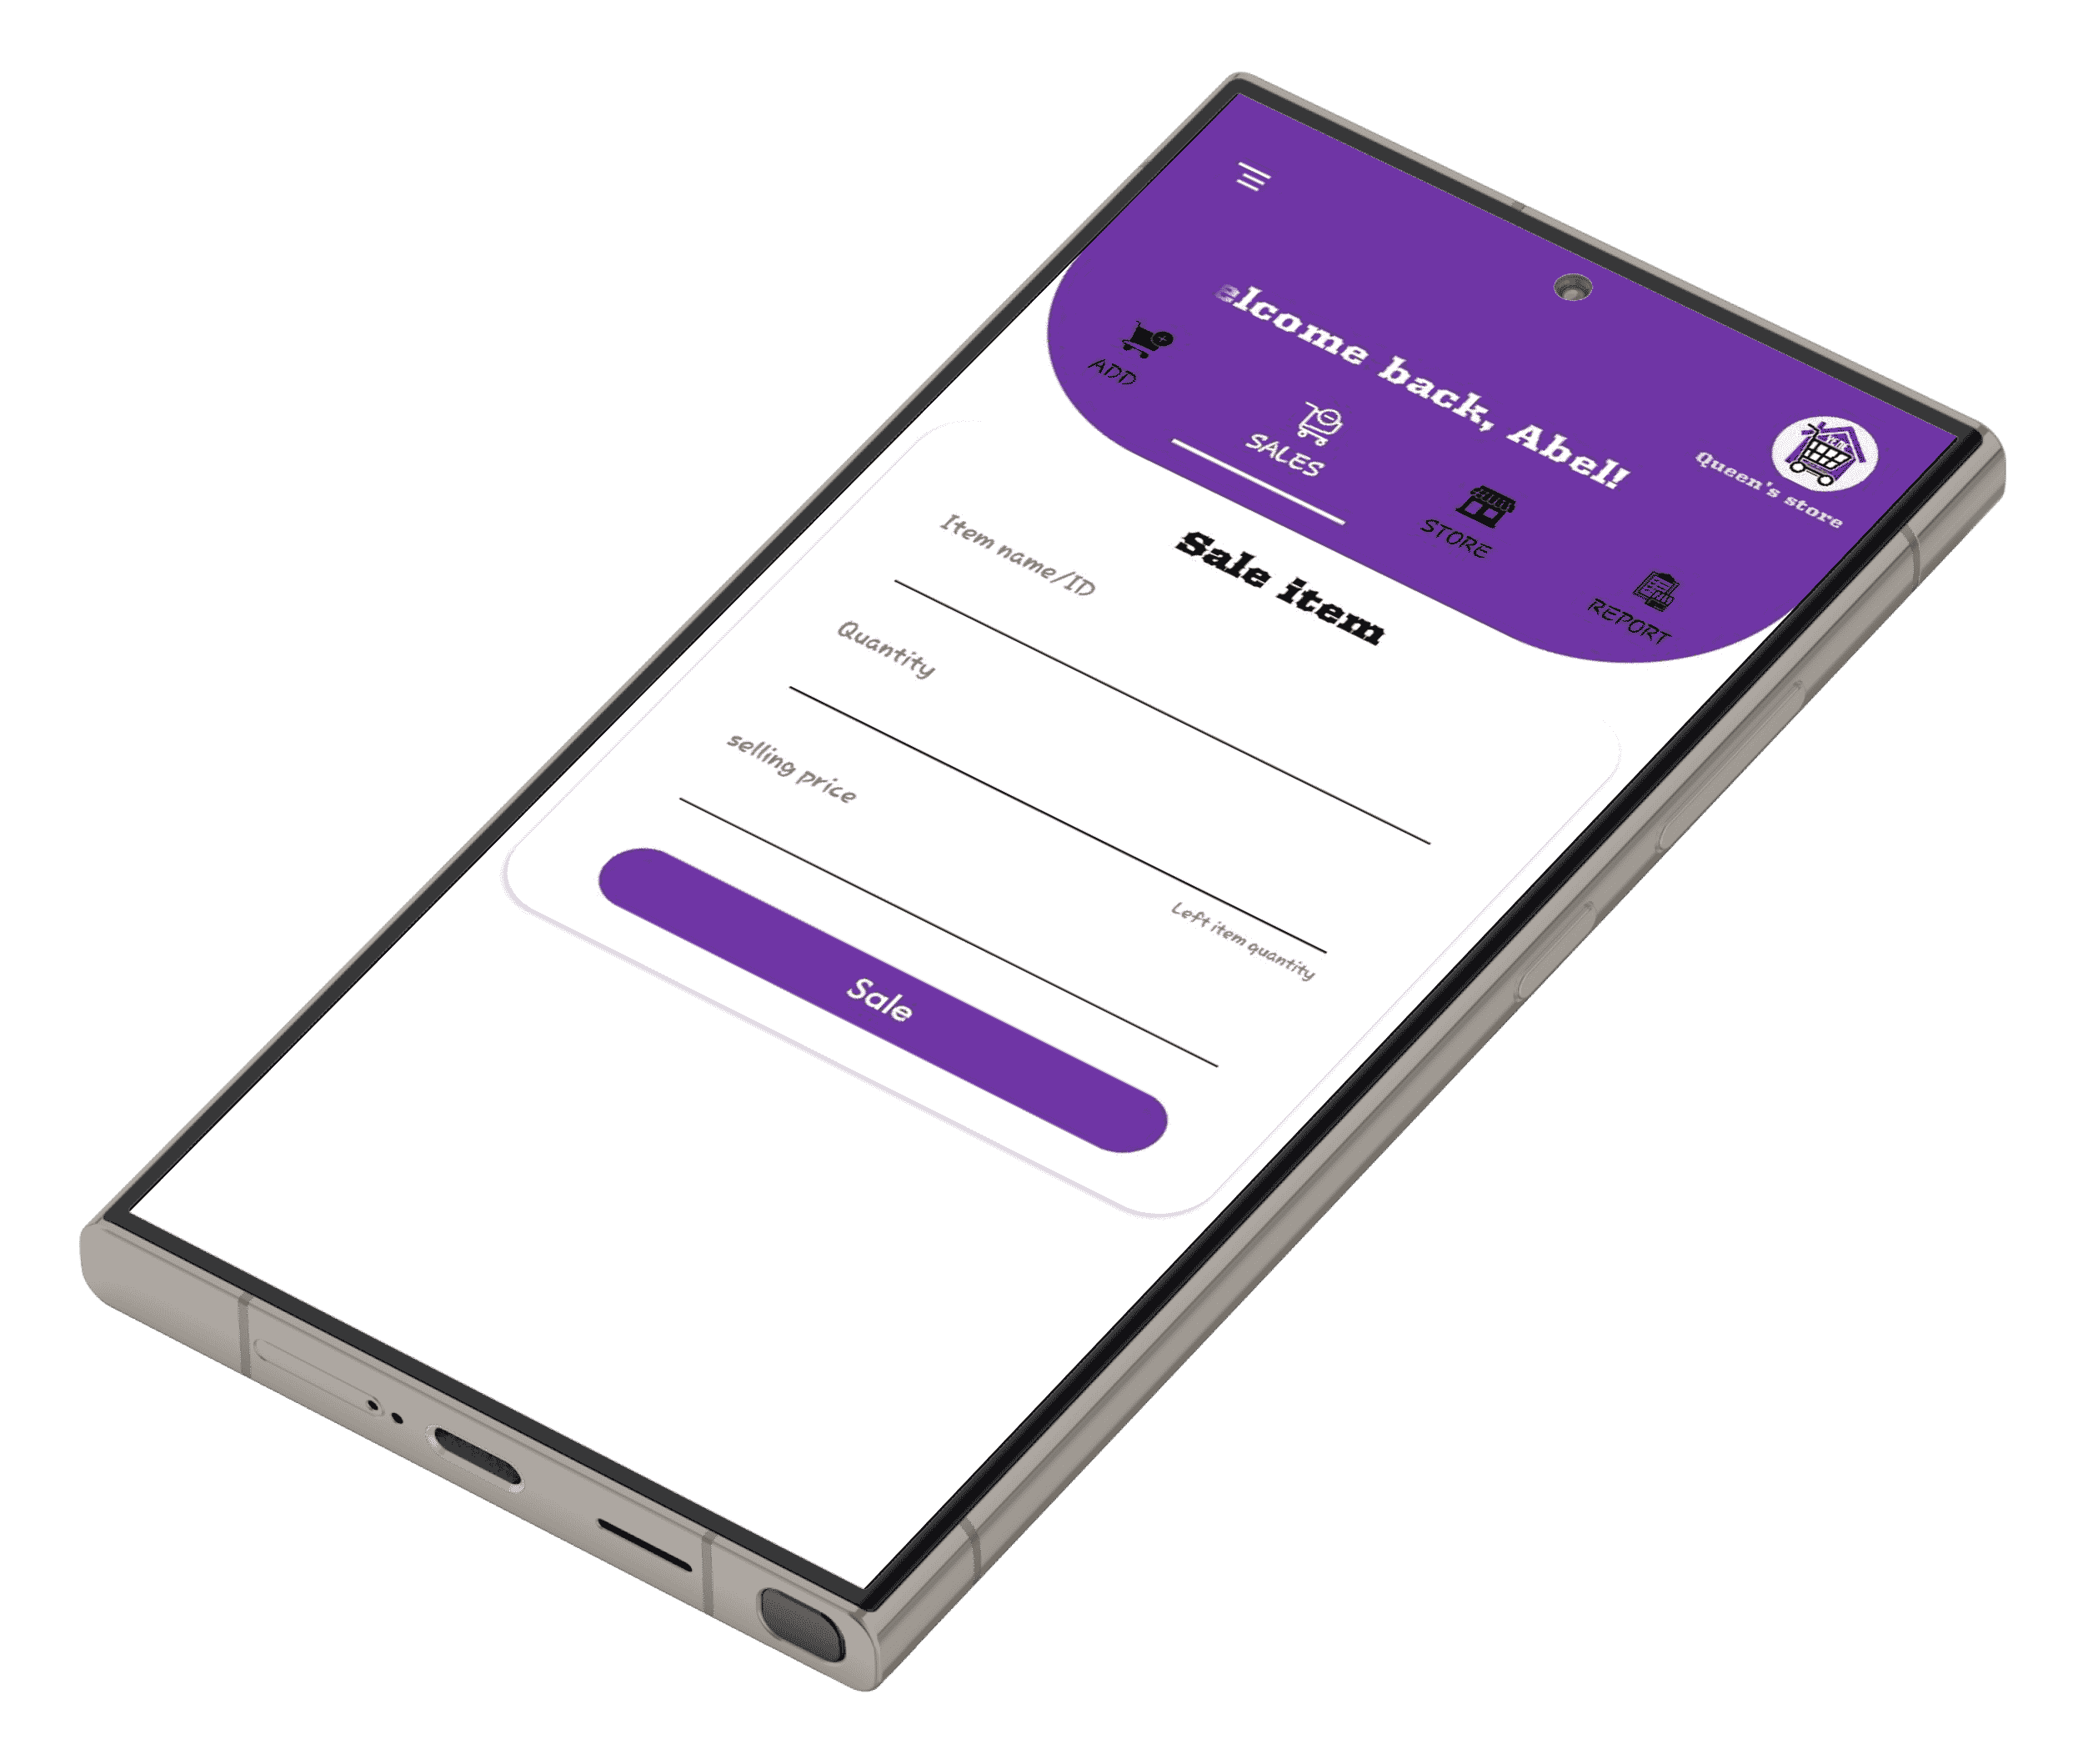 elcome back, Abel!
Queen's store
ADD
SALES
STORE
REPORT
Sale item
Item name/ID
Quantity
Left item quantity
selling price
Sale